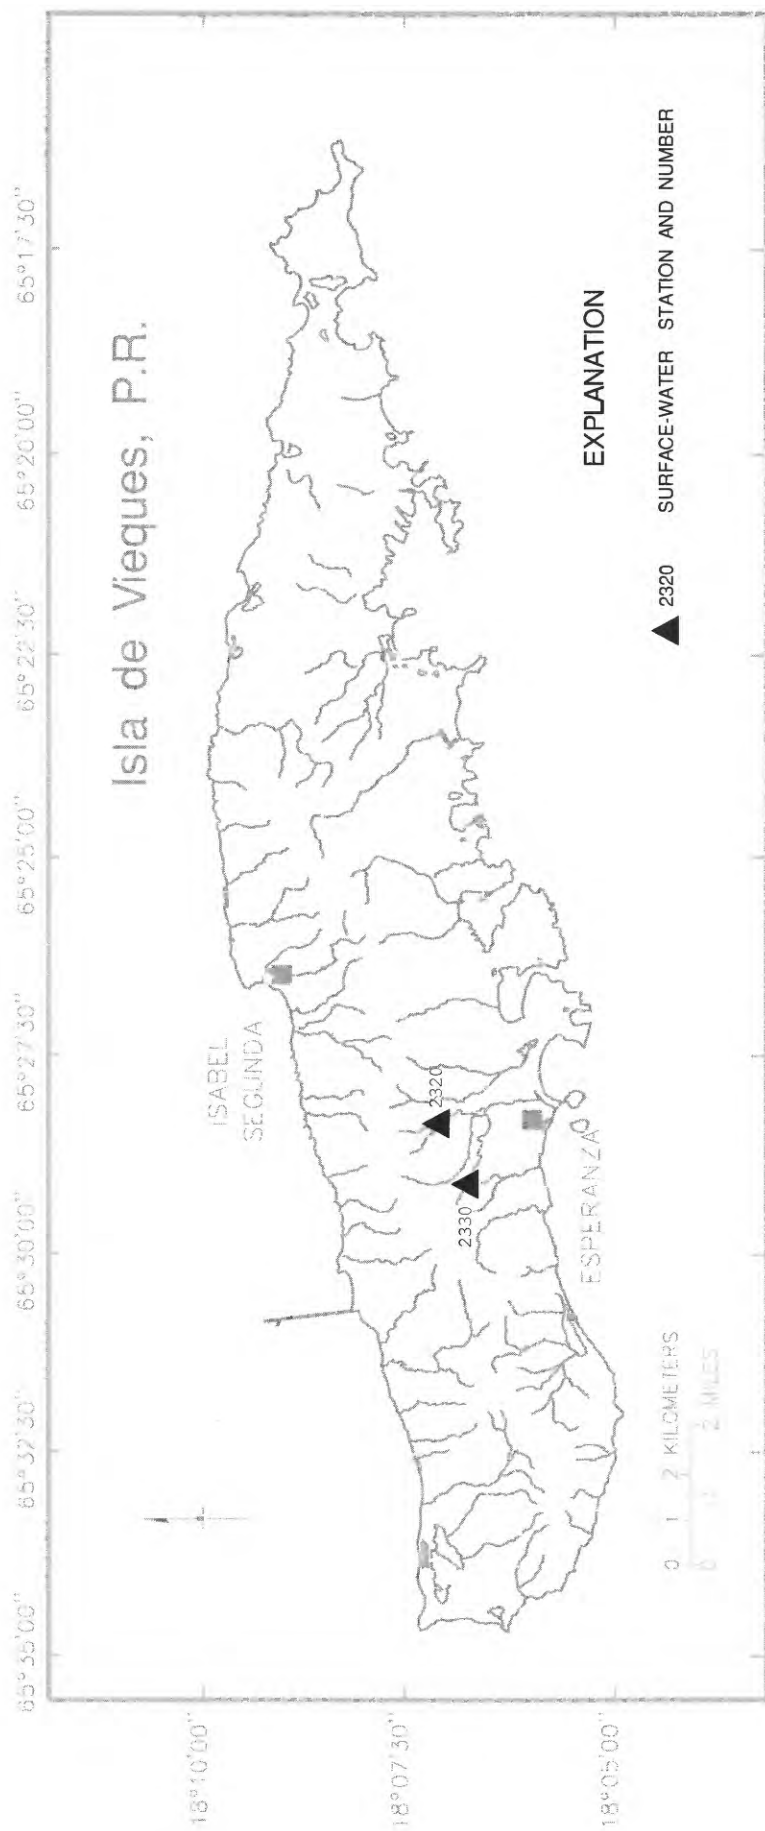 Isla de Vieques, P.R.
65°35'00"
65°32'30"
65°30'00"
65°27'30"
65°25'00"
65°22'30"
65°20'00"
65°17'30"
18°10'00"
18°07'30"
18°05'00"
ISABEL
SEGUNDA
2320
2330
ESPERANZA
0 1 2 KILOMETERS
0 2 MILES
EXPLANATION
2320 SURFACE-WATER STATION AND NUMBER